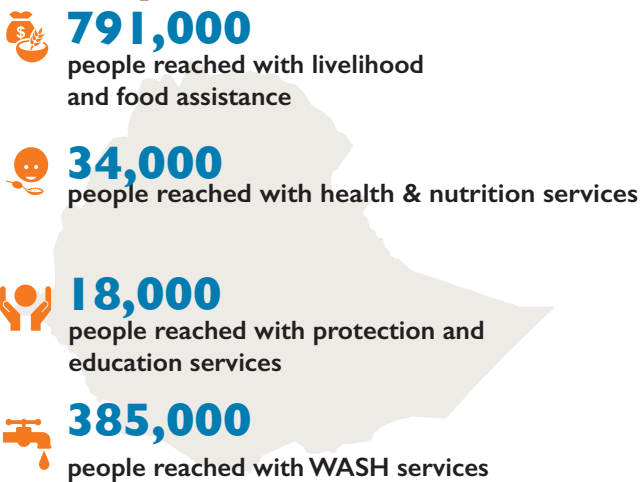 791,000
people reached with livelihood
and food assistance
34,000
people reached with health & nutrition services
18,000
people reached with protection and
education services
385,000
people reached with WASH services